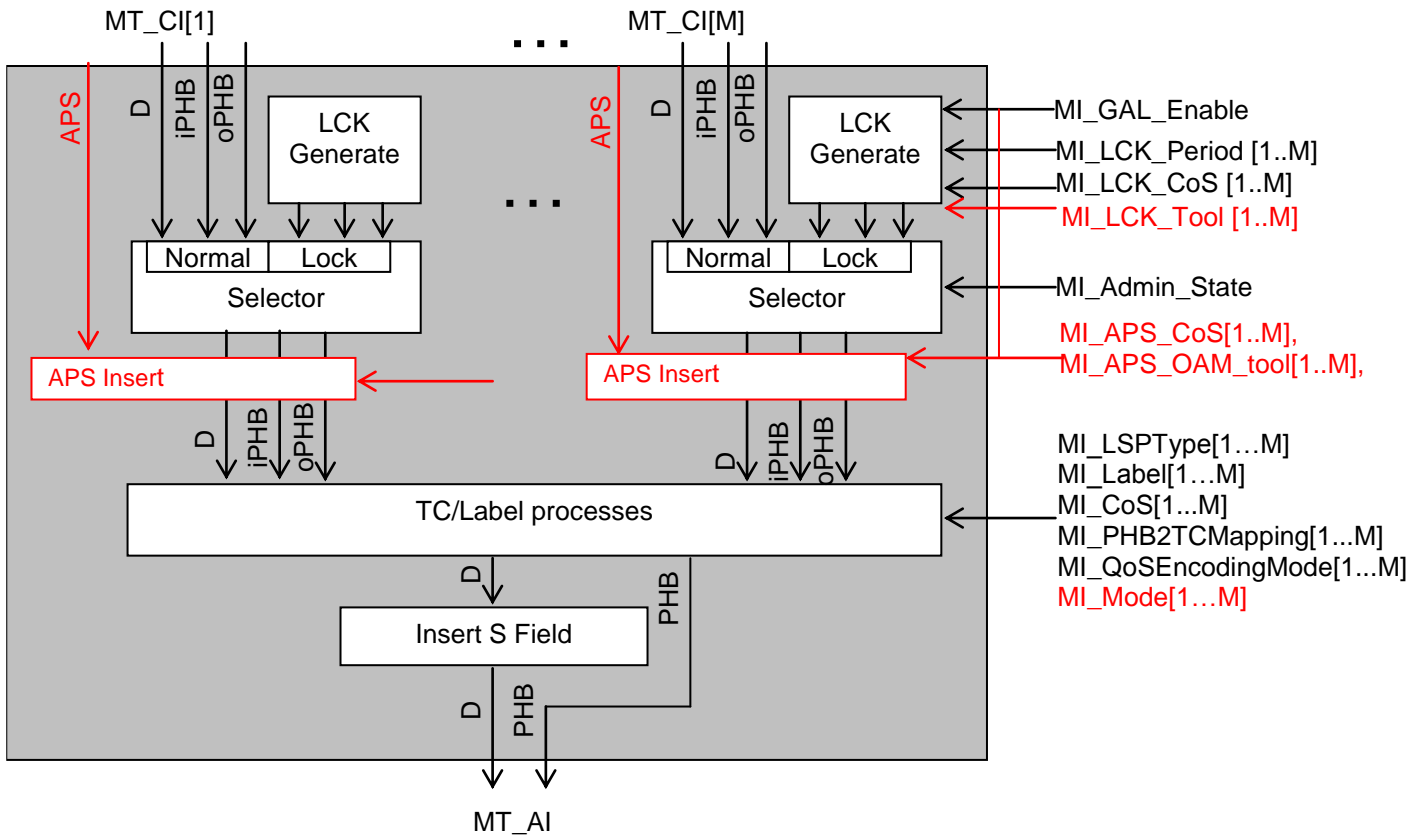 MT_CI[1]
...
MT_CI[M]
APS
D
iPHB
oPHB
LCK
Generate
APS
D
iPHB
oPHB
LCK
Generate
MI_GAL_Enable
MI_LCK_Period [1..M]
MI_LCK_CoS [1..M]
MI_LCK_Tool [1..M]
...
Normal
Lock
Selector
Normal
Lock
Selector
MI_Admin_State
APS Insert
APS Insert
MI_APS_CoS[1..M],
MI_APS_OAM_tool[1..M],
D
iPHB
oPHB
D
iPHB
oPHB
TC/Label processes
MI_LSPType[1…M]
MI_Label[1…M]
MI_CoS[1...M]
MI_PHB2TCMapping[1...M]
MI_QoSEncodingMode[1...M]
MI_Mode[1…M]
D
PHB
Insert S Field
D
PHB
MT_AI